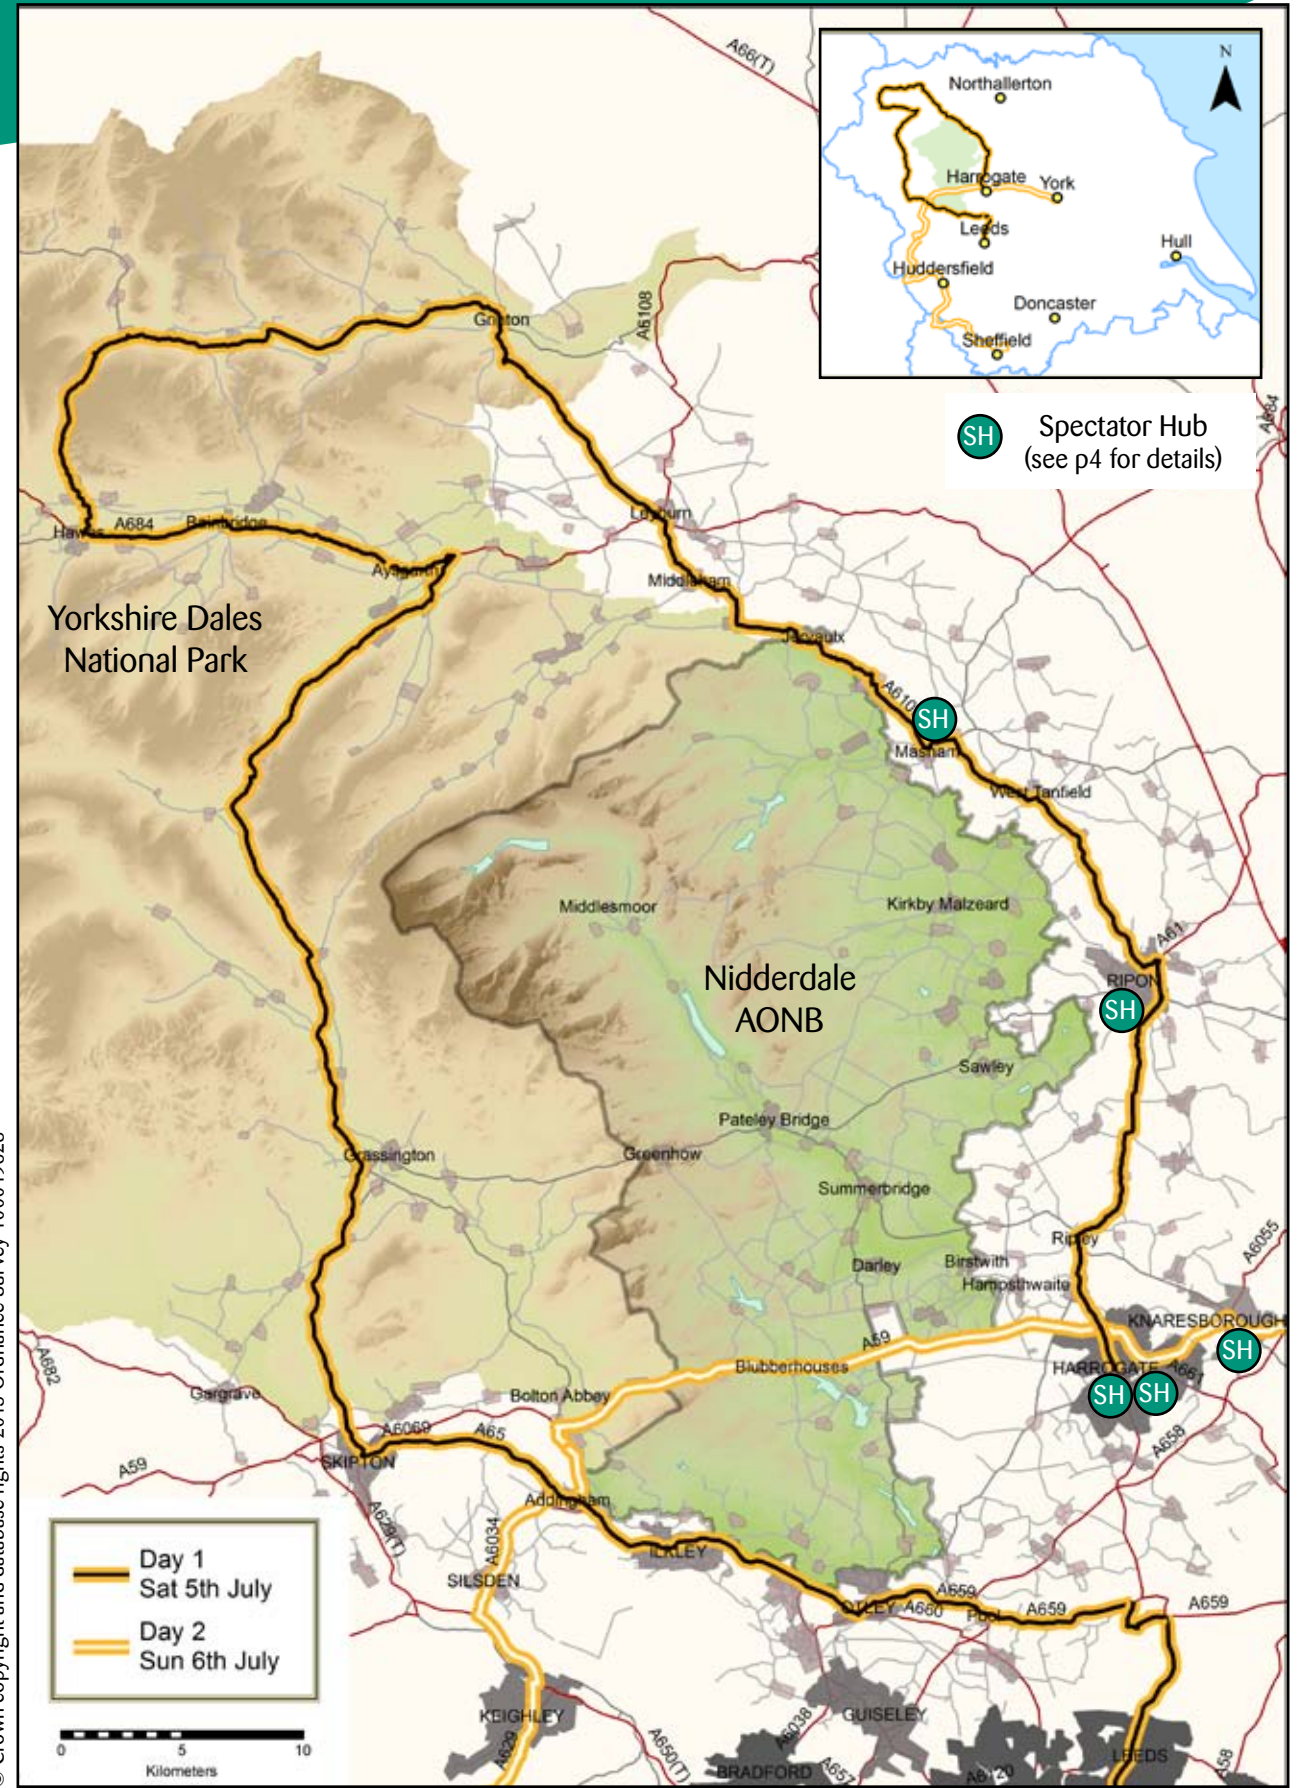 A66(T)
N
Northallerton
Harrogate
York
Leeds
Hull
Huddersfield
Doncaster
Sheffield
SH
Spectator Hub
(see p4 for details)
A684
A6108
Grinton
Leyburn
Hawes
A684
Bainbridge
Aysgarth
Middleham
Yorkshire Dales
National Park
Jervaulx
SH
Masham
West Tanfield
Middlesmoor
Kirkby Malzeard
A61
Nidderdale
AONB
RIPON
SH
Sawley
Pateley Bridge
Grassington
Greenhow
Summerbridge
Ripley
A6055
Darley
Birstwith
Hampsthwaite
KNARESBOROUGH
A59
SH
A682
Blubberhouses
HARROGATE
A661
SH
SH
Gargrave
Bolton Abbey
A6069
A65
A658
SKIPTON
A59
Addingham
A629(T)
A6034
ILKLEY
SILSDEN
A659
OTLEY
A660
Pool
A659
A659
Day 1
Sat 5th July
Day 2
Sun 6th July
KEIGHLEY
GUISELEY
A6038
A629
A650(T)
BRADFORD
A657
A6120
LEEDS
A58
0
5
10
Kilometers